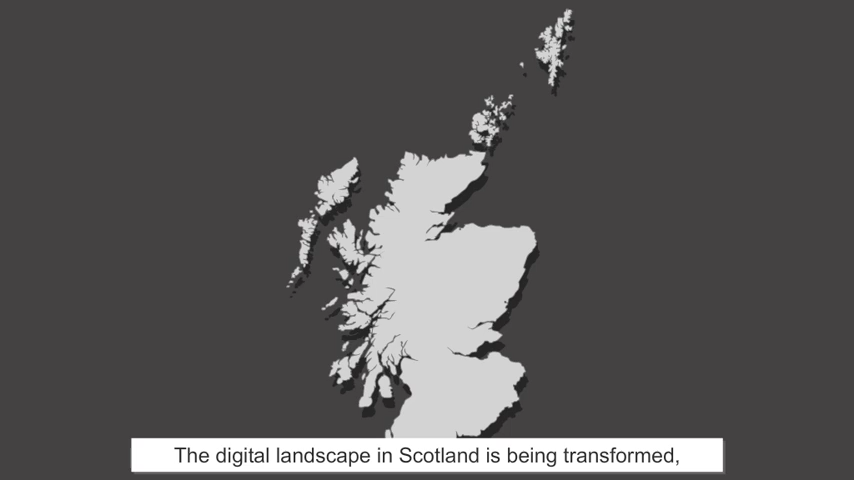 The digital landscape in Scotland is being transformed,